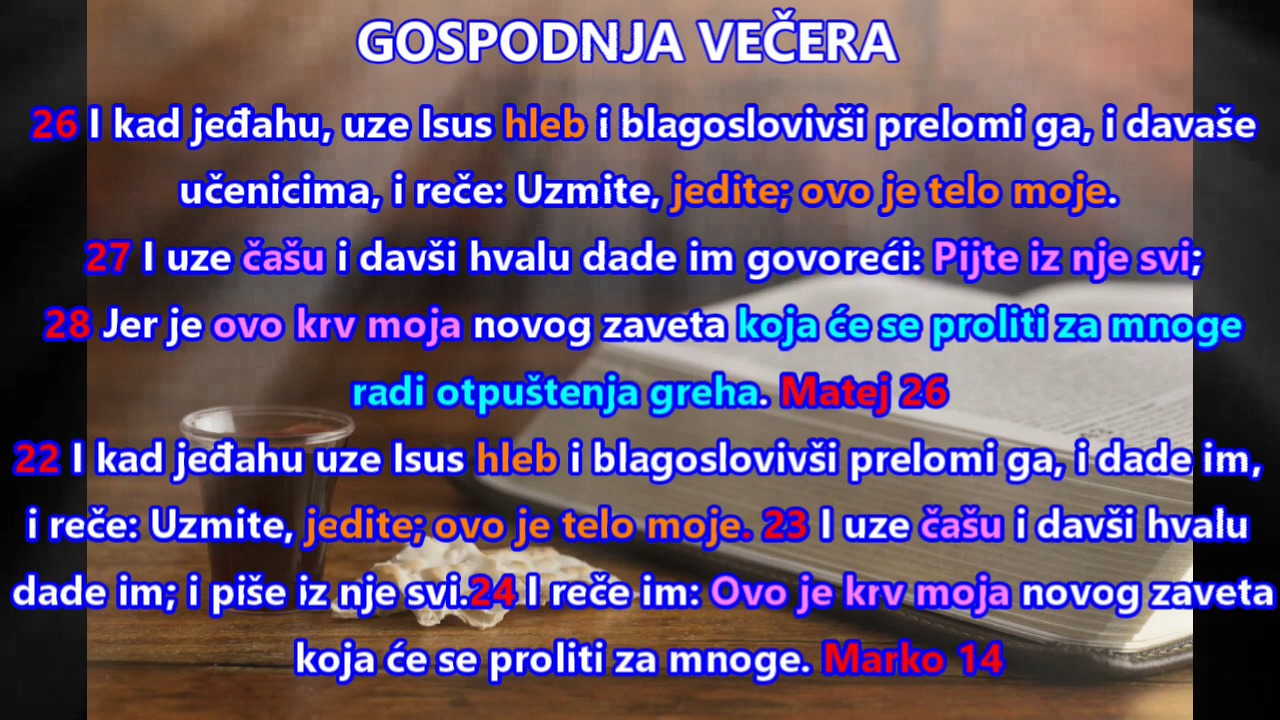 GOSPODNJA VEČERA
26 I kad jeđahu, uze Isus hleb i blagoslovivši prelomi ga, i davaše
učenicima, i reče: Uzmite, jedite; ovo je telo moje.
27 I uze čašu i davši hvalu dade im govoreći: Pijte iz nje svi;
28 Jer je ovo krv moja novog zaveta koja će se proliti za mnoge
radi otpuštenja greha. Matej 26
22 I kad jeđahu uze Isus hleb i blagoslovivši prelomi ga, i dade im,
i reče: Uzmite, jedite; ovo je telo moje. 23 I uze čašu i davši hvalu
dade im; i piše iz nje svi.24 I reče im: Ovo je krv moja novog zaveta
koja će se proliti za mnoge. Marko 14